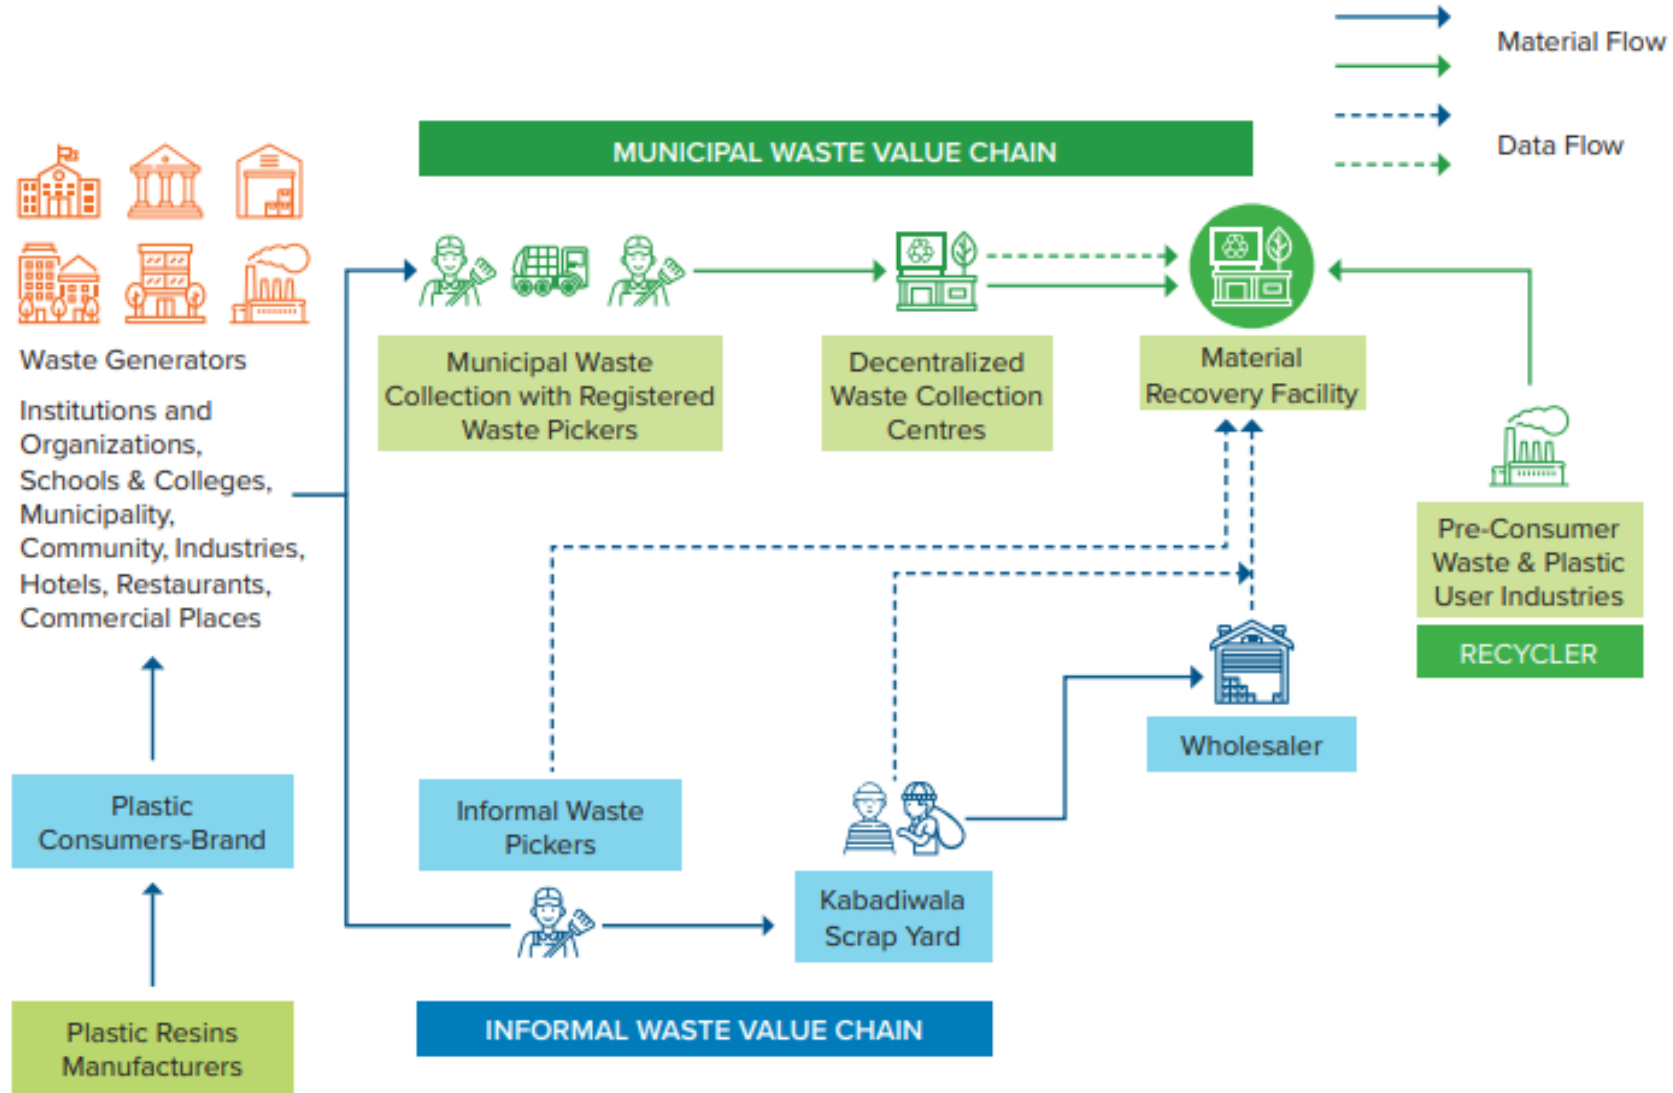 Material Flow
Data Flow
MUNICIPAL WASTE VALUE CHAIN
Waste Generators
Institutions and
Organizations,
Schools & Colleges,
Municipality,
Community, Industries,
Hotels, Restaurants,
Commercial Places
Municipal Waste
Collection with Registered
Waste Pickers
Decentralized
Waste Collection
Centres
Material
Recovery Facility
Pre-Consumer
Waste & Plastic
User Industries
RECYCLER
Wholesaler
Plastic
Consumers-Brand
Informal Waste
Pickers
Kabadiwala
Scrap Yard
Plastic Resins
Manufacturers
INFORMAL WASTE VALUE CHAIN